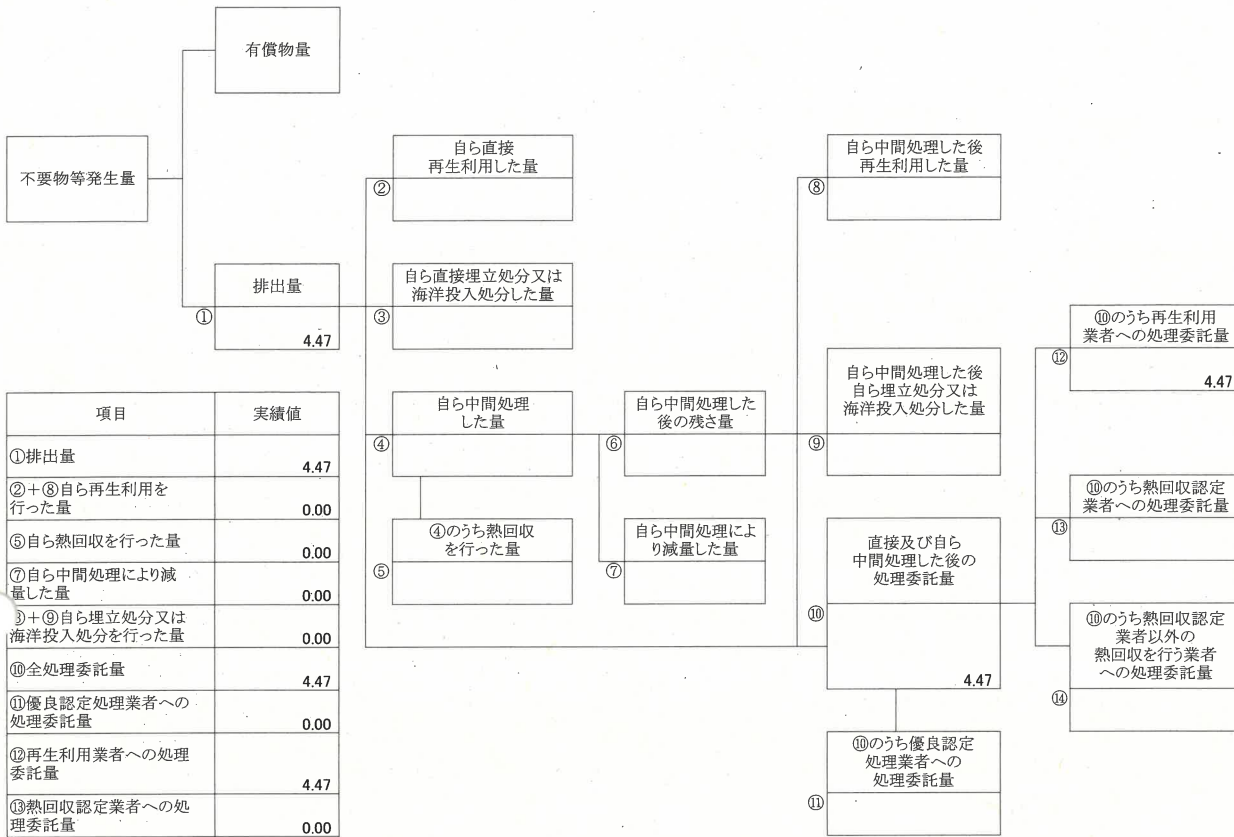 有償物量
不要物等発生量
排出量
①
4.47
自ら直接
再生利用した量
②
自ら直接埋立処分又は
海洋投入処分した量
③
自ら中間処理
した量
④
④のうち熱回収
を行った量
⑤
自ら中間処理した
後の残さ量
⑥
自ら中間処理によ
り減量した量
⑦
自ら中間処理した後
再生利用した量
⑧
自ら中間処理した後
自ら埋立処分又は
海洋投入処分した量
⑨
直接及び自ら
中間処理した後の
処理委託量
⑩
4.47
⑩のうち優良認定
処理業者への
処理委託量
⑪
⑩のうち再生利用
業者への処理委託量
⑫
4.47
⑩のうち熱回収認定
業者への処理委託量
⑬
⑩のうち熱回収認定
業者以外の
熱回収を行う業者
への処理委託量
⑭
項目 実績値
①排出量 4.47
②+⑧自ら再生利用を
行った量 0.00
⑤自ら熱回収を行った量 0.00
⑦自ら中間処理により減
量した量 0.00
③+⑨自ら埋立処分又は
海洋投入処分を行った量 0.00
⑩全処理委託量 4.47
⑪優良認定処理業者への
処理委託量 0.00
⑫再生利用業者への処理
委託量 4.47
⑬熱回収認定業者への処
理委託量 0.00